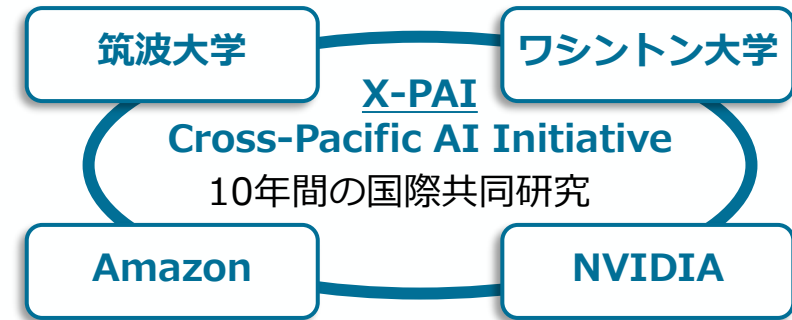 筑波大学
ワシントン大学
X-PAI
Cross-Pacific AI Initiative
10年間の国際共同研究
Amazon
NVIDIA